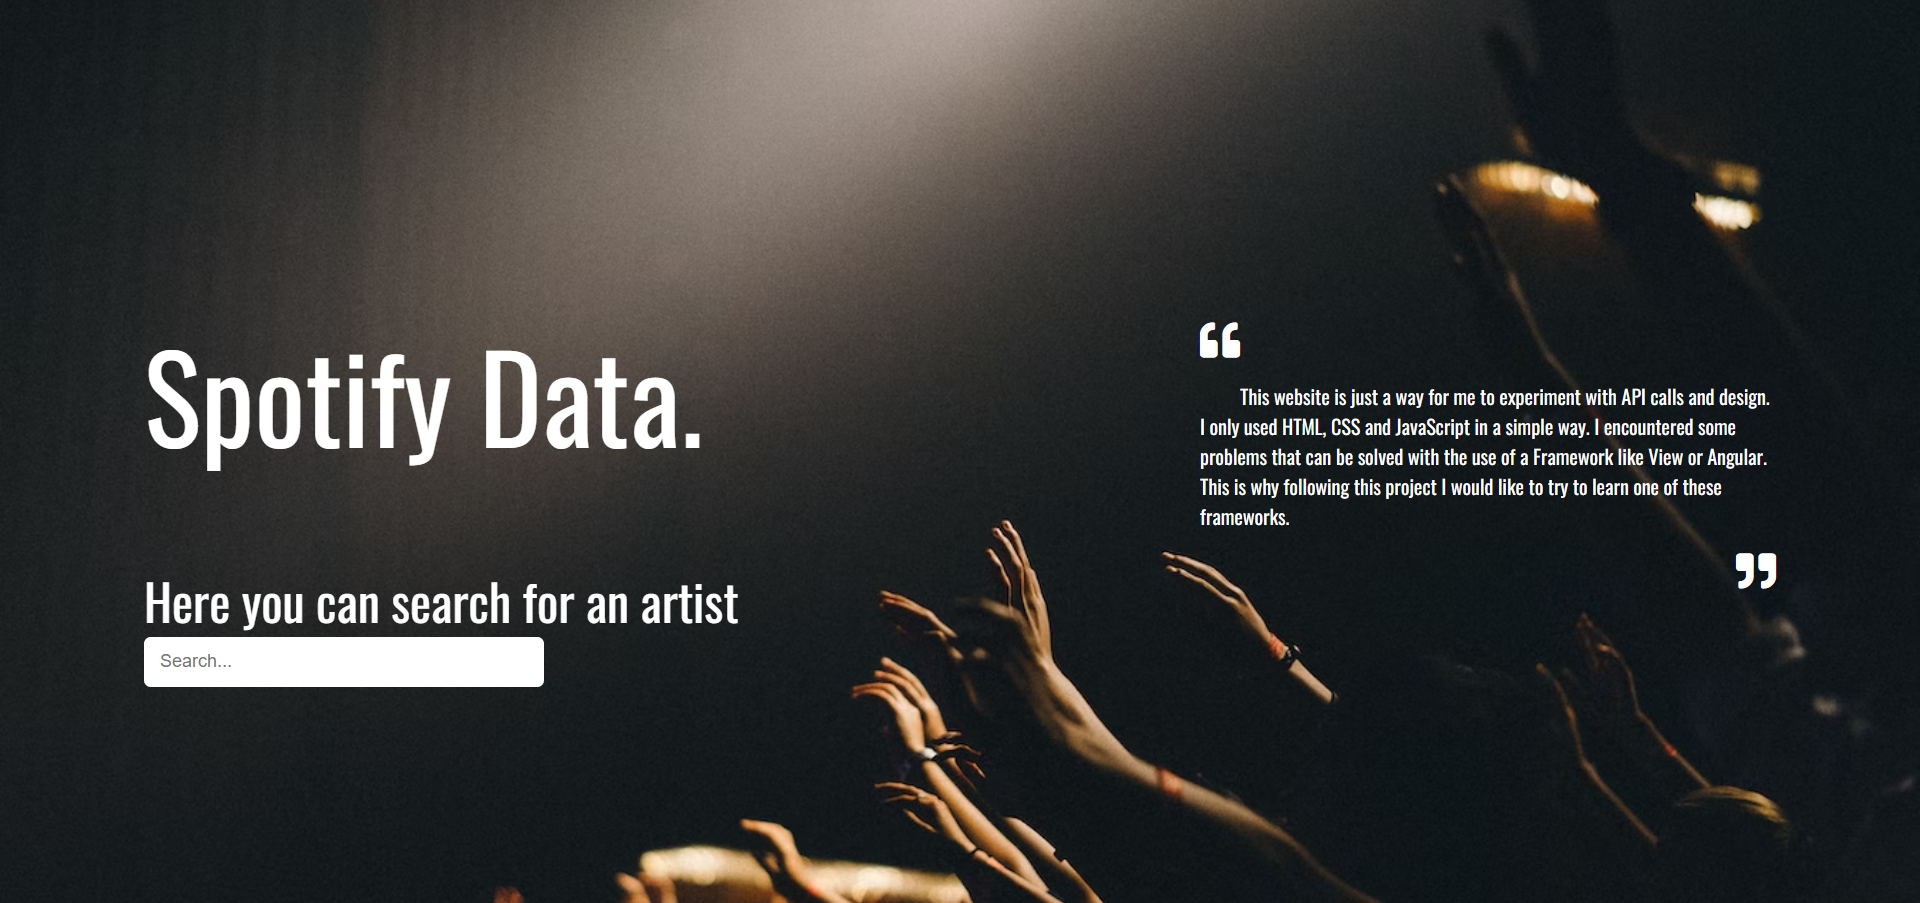 Spotify Data.
Here you can search for an artist
Search...
“
This website is just a way for me to experiment with API calls and design.
I only used HTML, CSS and JavaScript in a simple way. I encountered some
problems that can be solved with the use of a Framework like View or Angular.
This is why following this project I would like to try to learn one of these
frameworks.
”